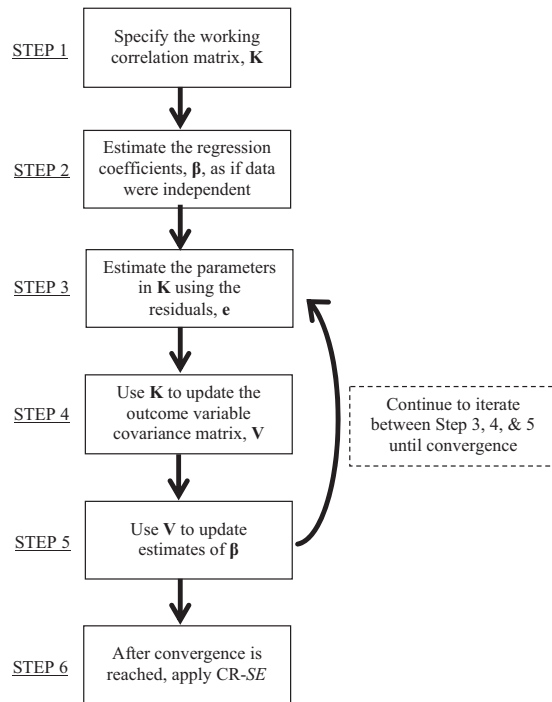 STEP 1
Specify the working
correlation matrix, K
STEP 2
Estimate the regression
coefficients, β, as if data
were independent
STEP 3
Estimate the parameters
in K using the
residuals, e
STEP 4
Use K to update the
outcome variable
covariance matrix, V
Continue to iterate
between Step 3, 4, & 5
until convergence
STEP 5
Use V to update
estimates of β
STEP 6
After convergence is
reached, apply CR-SE